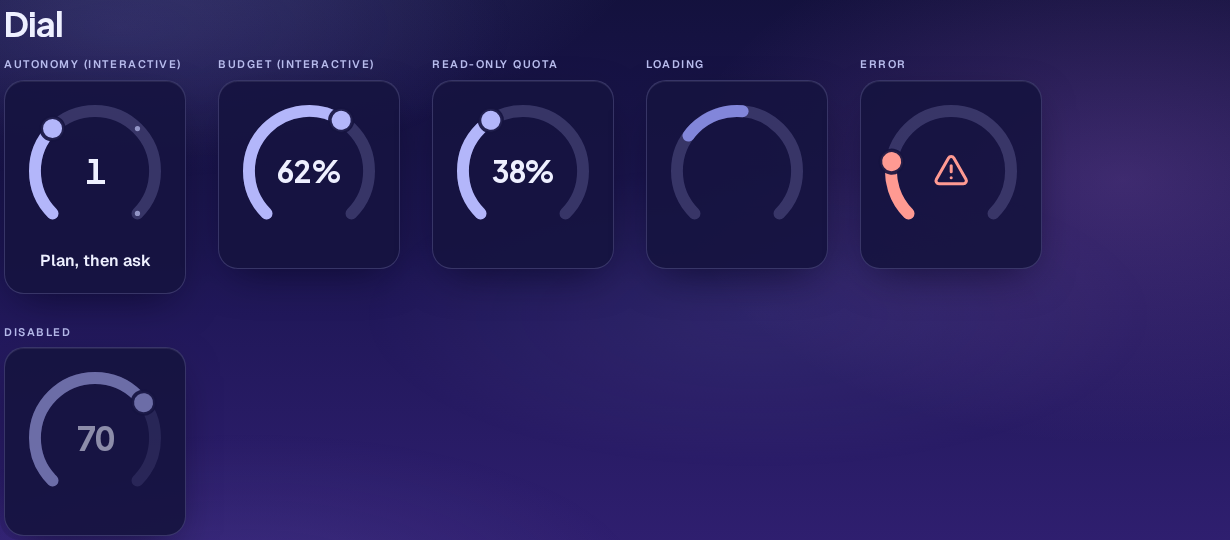 Dial
AUTONOMY (INTERACTIVE)
BUDGET (INTERACTIVE)
READ-ONLY QUOTA
LOADING
ERROR
1
62%
38%
Plan, then ask
DISABLED
70